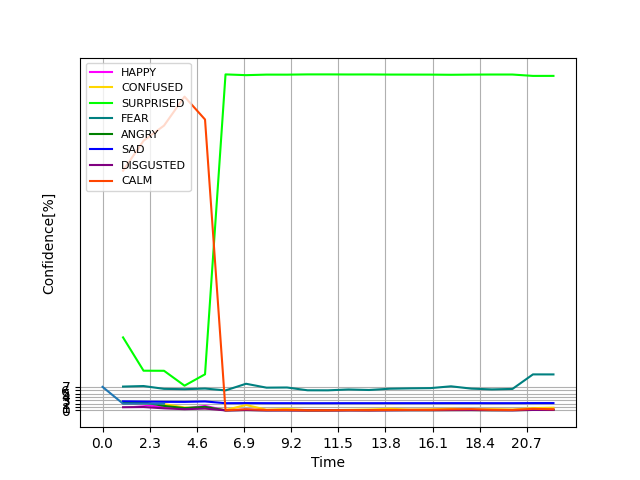 HAPPY
CONFUSED
SURPRISED
FEAR
ANGRY
SAD
DISGUSTED
CALM
Confidence[%]
7
0.0 2.3 4.6 6.9 9.2 11.5 13.8 16.1 18.4 20.7
Time